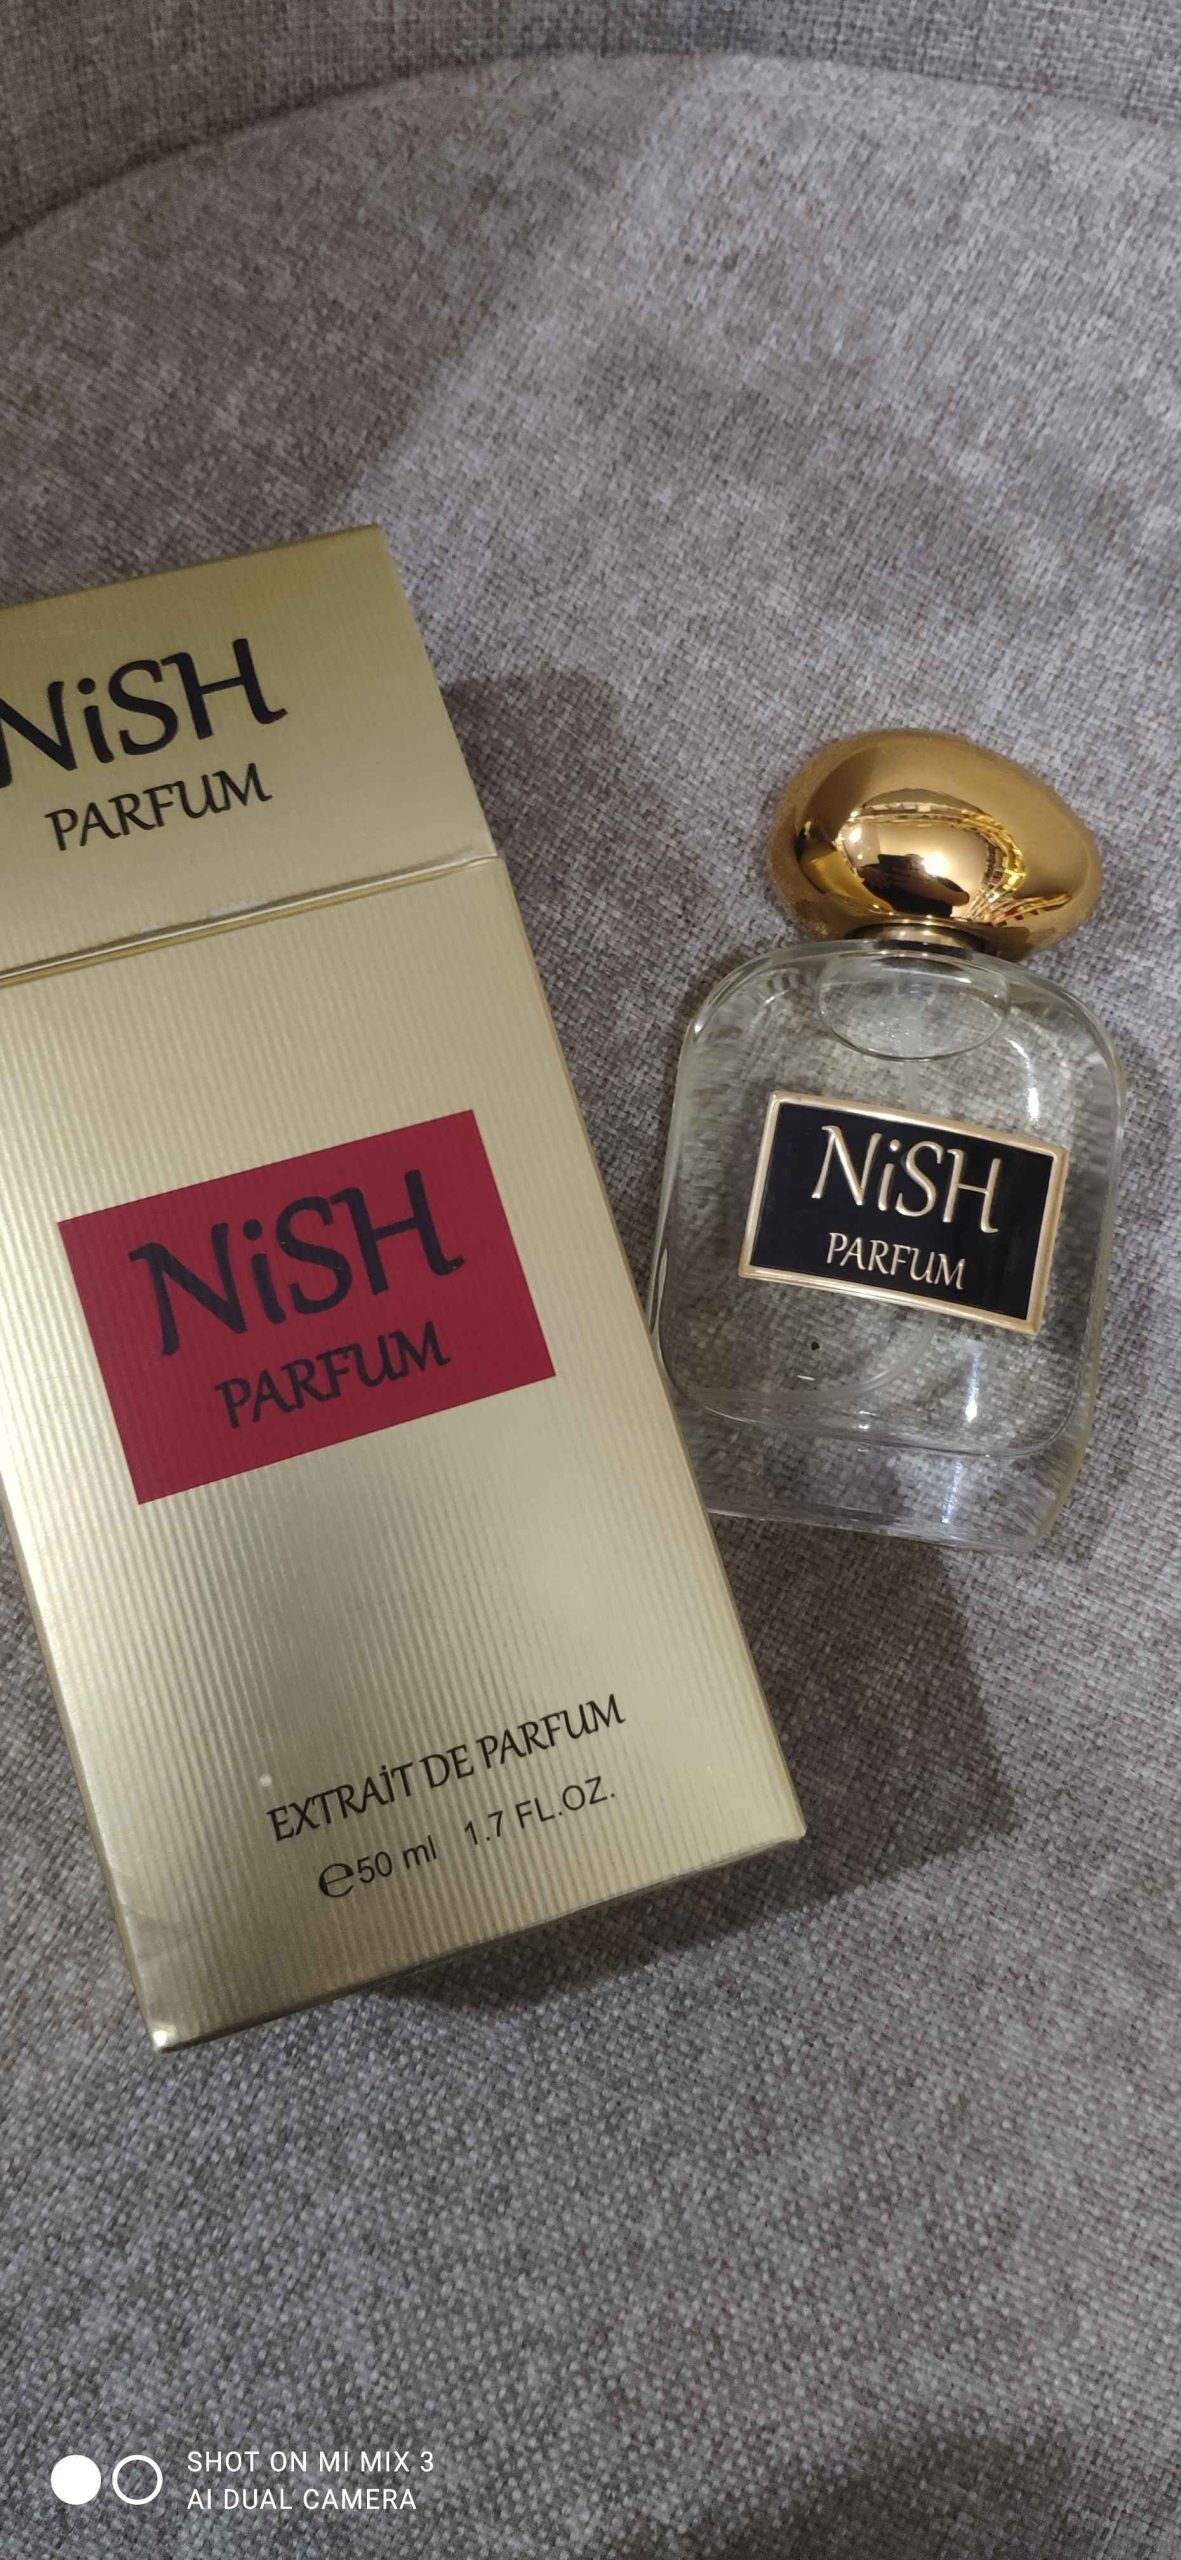 NiSH
PARFUM
NiSH
PARFUM
EXTRAİT DE PARFUM
℮50 ml 1.7 FL.OZ.
NiSH
PARFUM
SHOT ON MI MIX 3
AI DUAL CAMERA